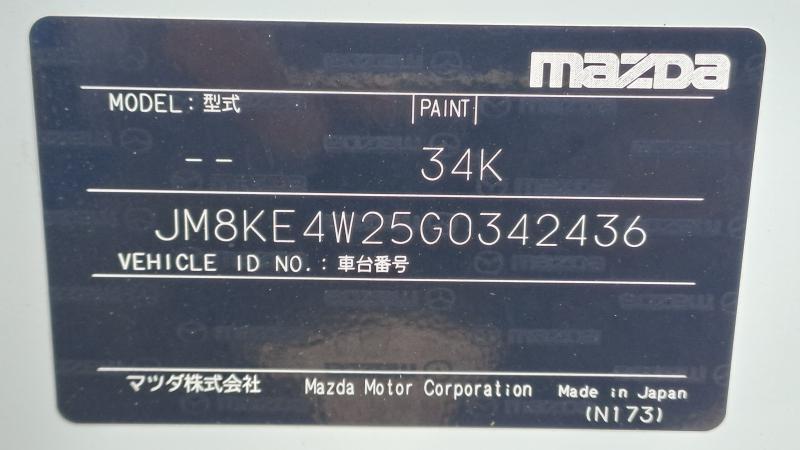 mazda
MODEL : 型式 PAINT
-- 34K
JM8KE4W25G0342436
VEHICLE ID NO. : 車台番号
マツダ株式会社 Mazda Motor Corporation Made in Japan
(N173)